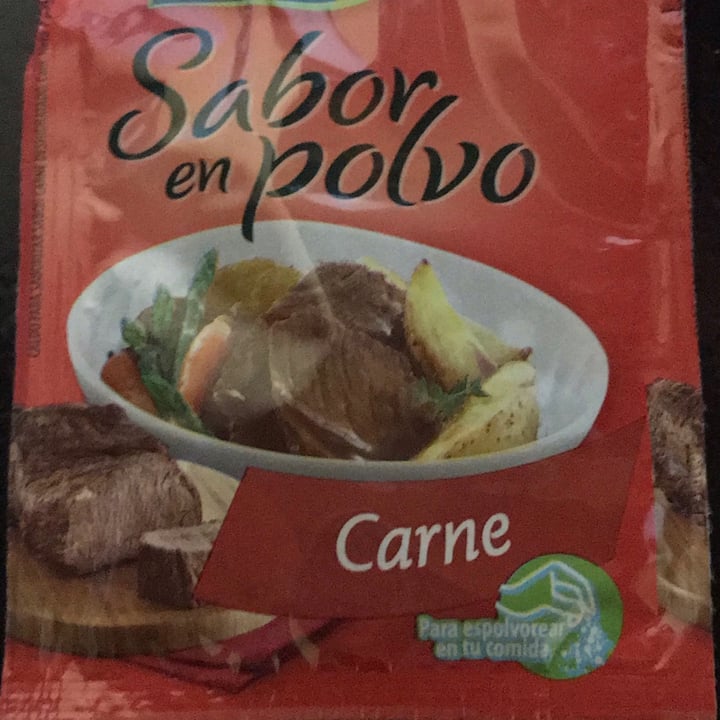 Sabor
en polvo
Carne
Para espolvorear
en tu comida